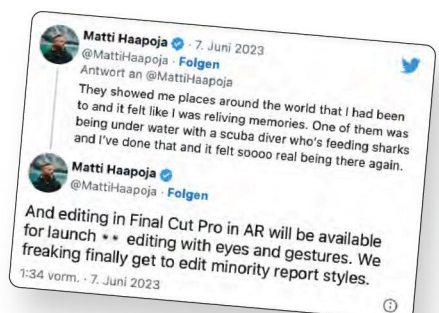 Matti Haapoja · 7. Juni 2023
@MattiHaapoja · Folgen
Antwort an @MattiHaapoja
They showed me places around the world that I had been
to and it felt like I was reliving memories. One of them was
being under water with a scuba diver who's feeding sharks
and I've done that and it felt soooo real being there again.
Matti Haapoja
@MattiHaapoja · Folgen
And editing in Final Cut Pro in AR will be available
for launch 👀 editing with eyes and gestures. We
freaking finally get to edit minority report styles.
1:34 vorm. · 7. Juni 2023